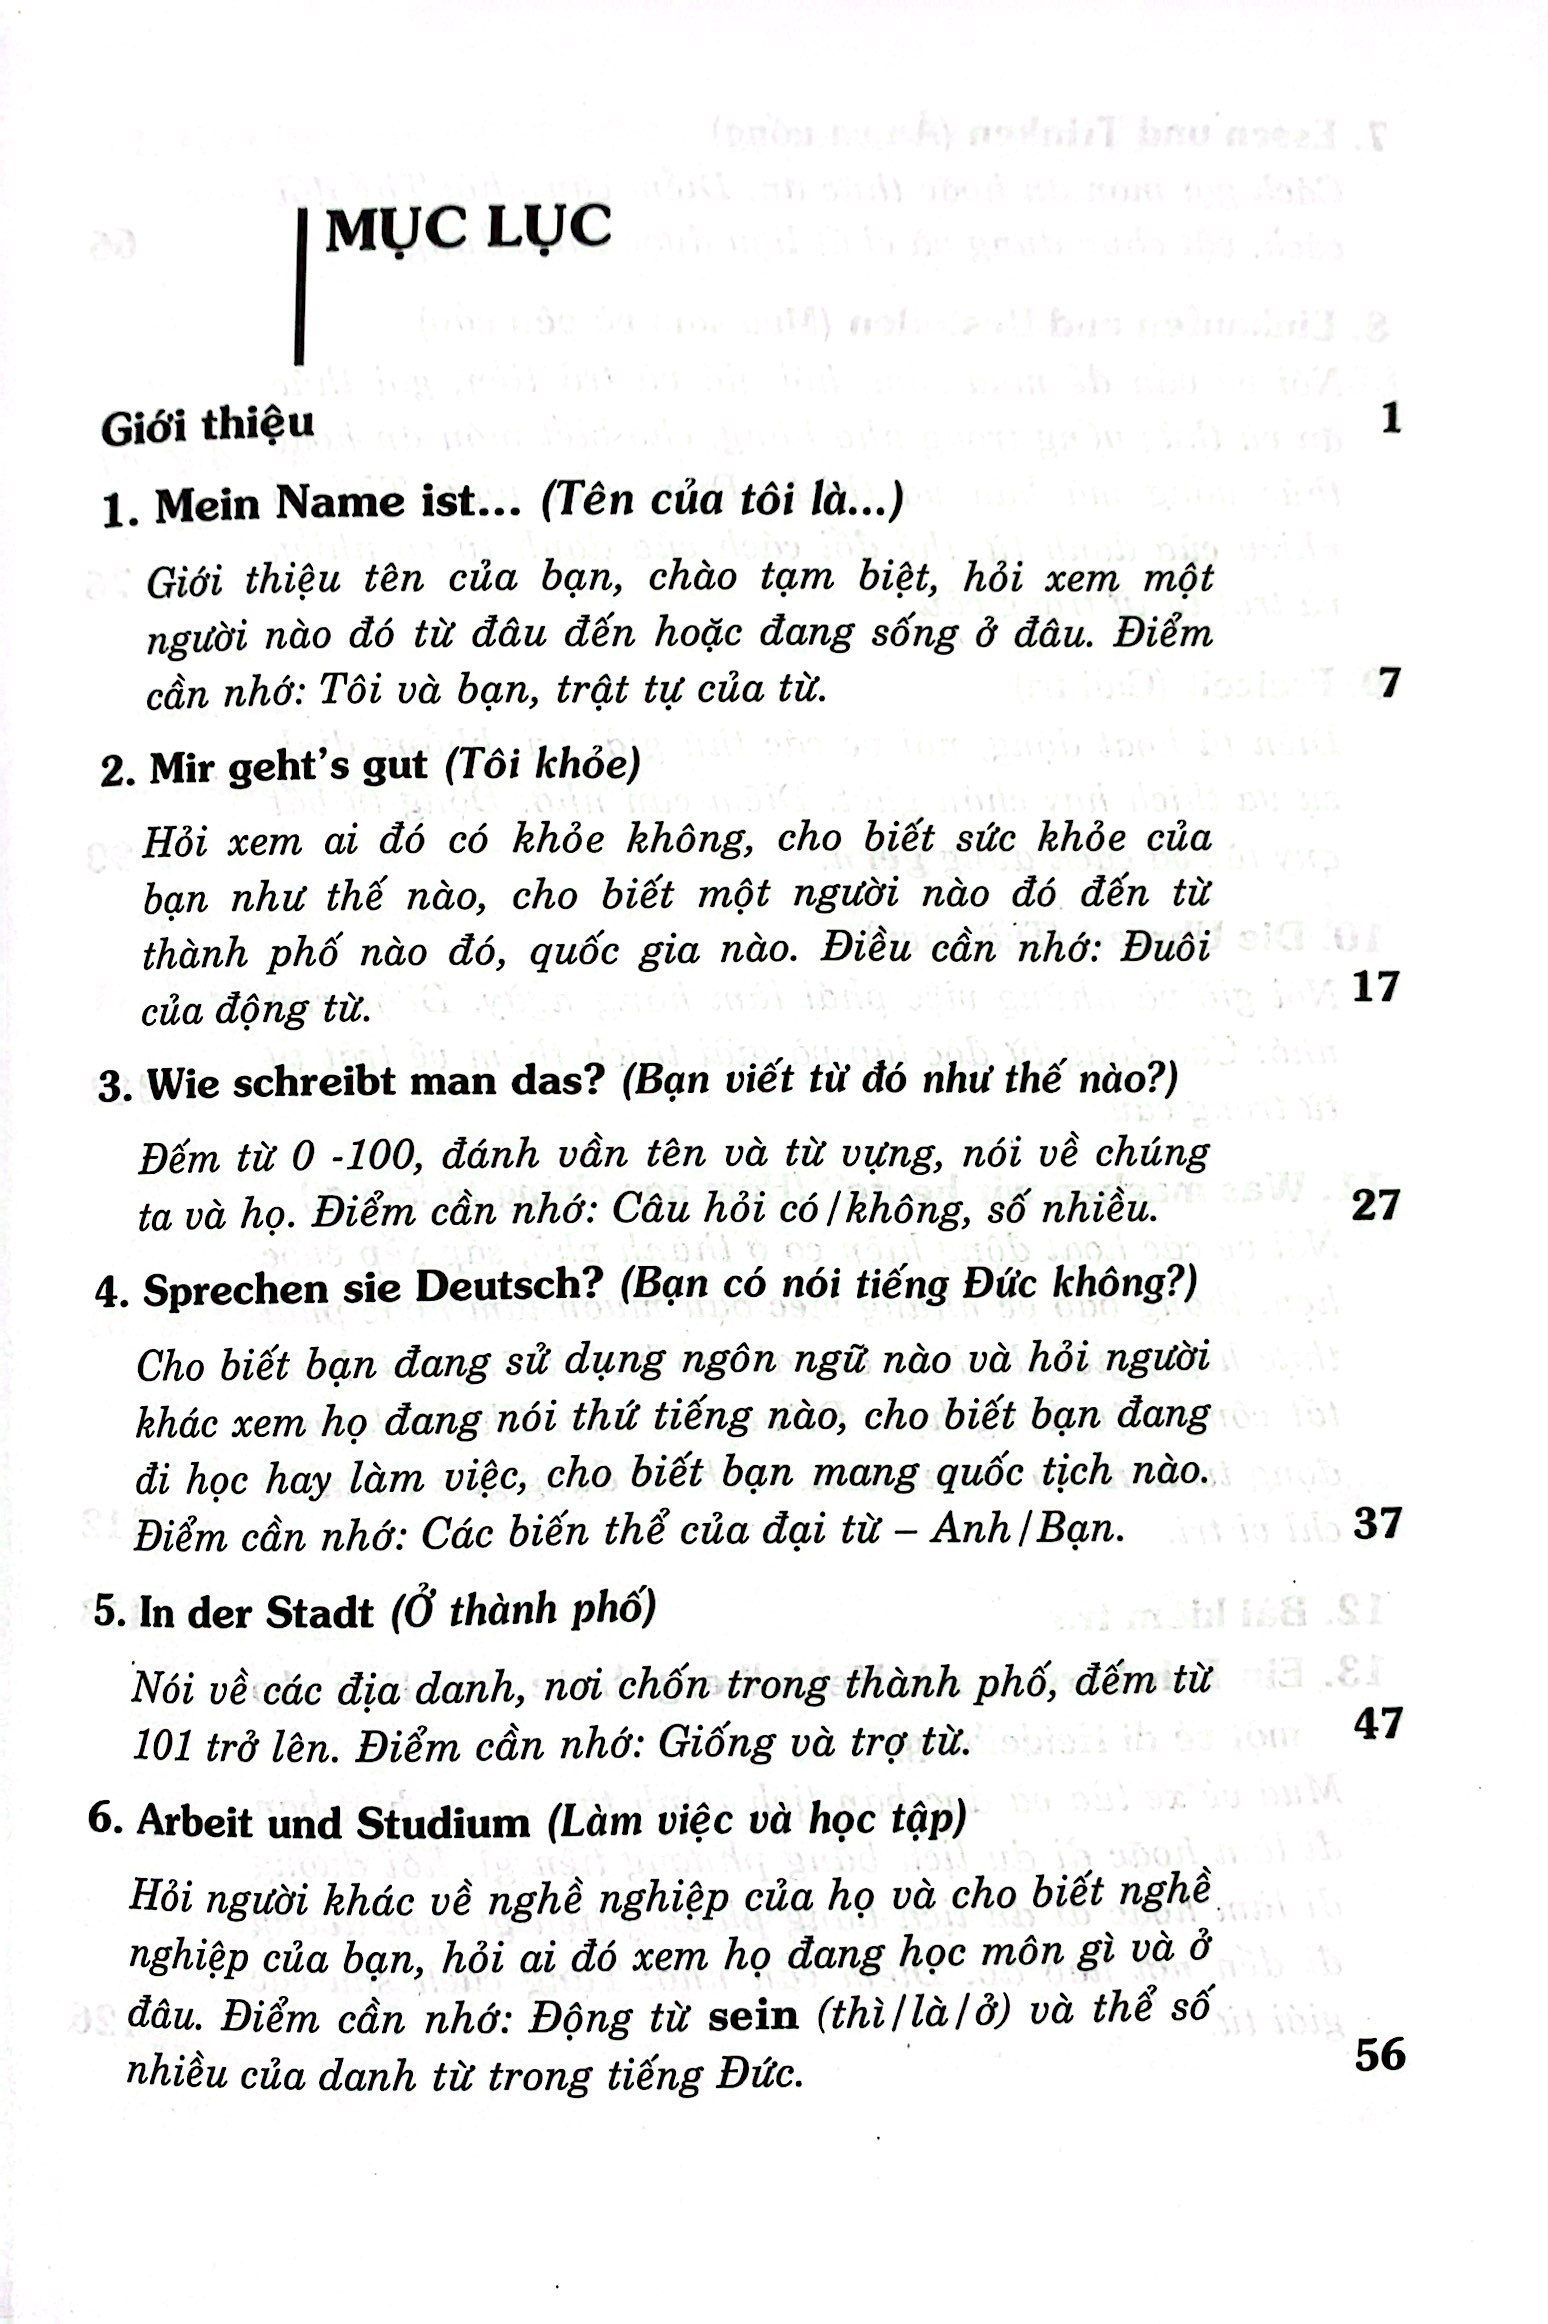 MỤC LỤC
Giới thiệu 1
1. Mein Name ist... (Tên của tôi là...)
Giới thiệu tên của bạn, chào tạm biệt, hỏi xem một
người nào đó từ đâu đến hoặc đang sống ở đâu. Điểm
cần nhớ: Tôi và bạn, trật tự của từ. 7
2. Mir geht's gut (Tôi khỏe)
Hỏi xem ai đó có khỏe không, cho biết sức khỏe của
bạn như thế nào, cho biết một người nào đó đến từ
thành phố nào đó, quốc gia nào. Điều cần nhớ: Đuôi
của động từ. 17
3. Wie schreibt man das? (Bạn viết từ đó như thế nào?)
Đếm từ 0 -100, đánh vần tên và từ vựng, nói về chúng
ta và họ. Điểm cần nhớ: Câu hỏi có/không, số nhiều. 27
4. Sprechen sie Deutsch? (Bạn có nói tiếng Đức không?)
Cho biết bạn đang sử dụng ngôn ngữ nào và hỏi người
khác xem họ đang nói thứ tiếng nào, cho biết bạn đang
đi học hay làm việc, cho biết bạn mang quốc tịch nào.
Điểm cần nhớ: Các biến thể của đại từ – Anh/Bạn. 37
5. In der Stadt (Ở thành phố)
Nói về các địa danh, nơi chốn trong thành phố, đếm từ
101 trở lên. Điểm cần nhớ: Giống và trợ từ. 47
6. Arbeit und Studium (Làm việc và học tập)
Hỏi người khác về nghề nghiệp của họ và cho biết nghề
nghiệp của bạn, hỏi ai đó xem họ đang học môn gì và ở
đâu. Điểm cần nhớ: Động từ sein (thì/là/ở) và thể số
nhiều của danh từ trong tiếng Đức. 56